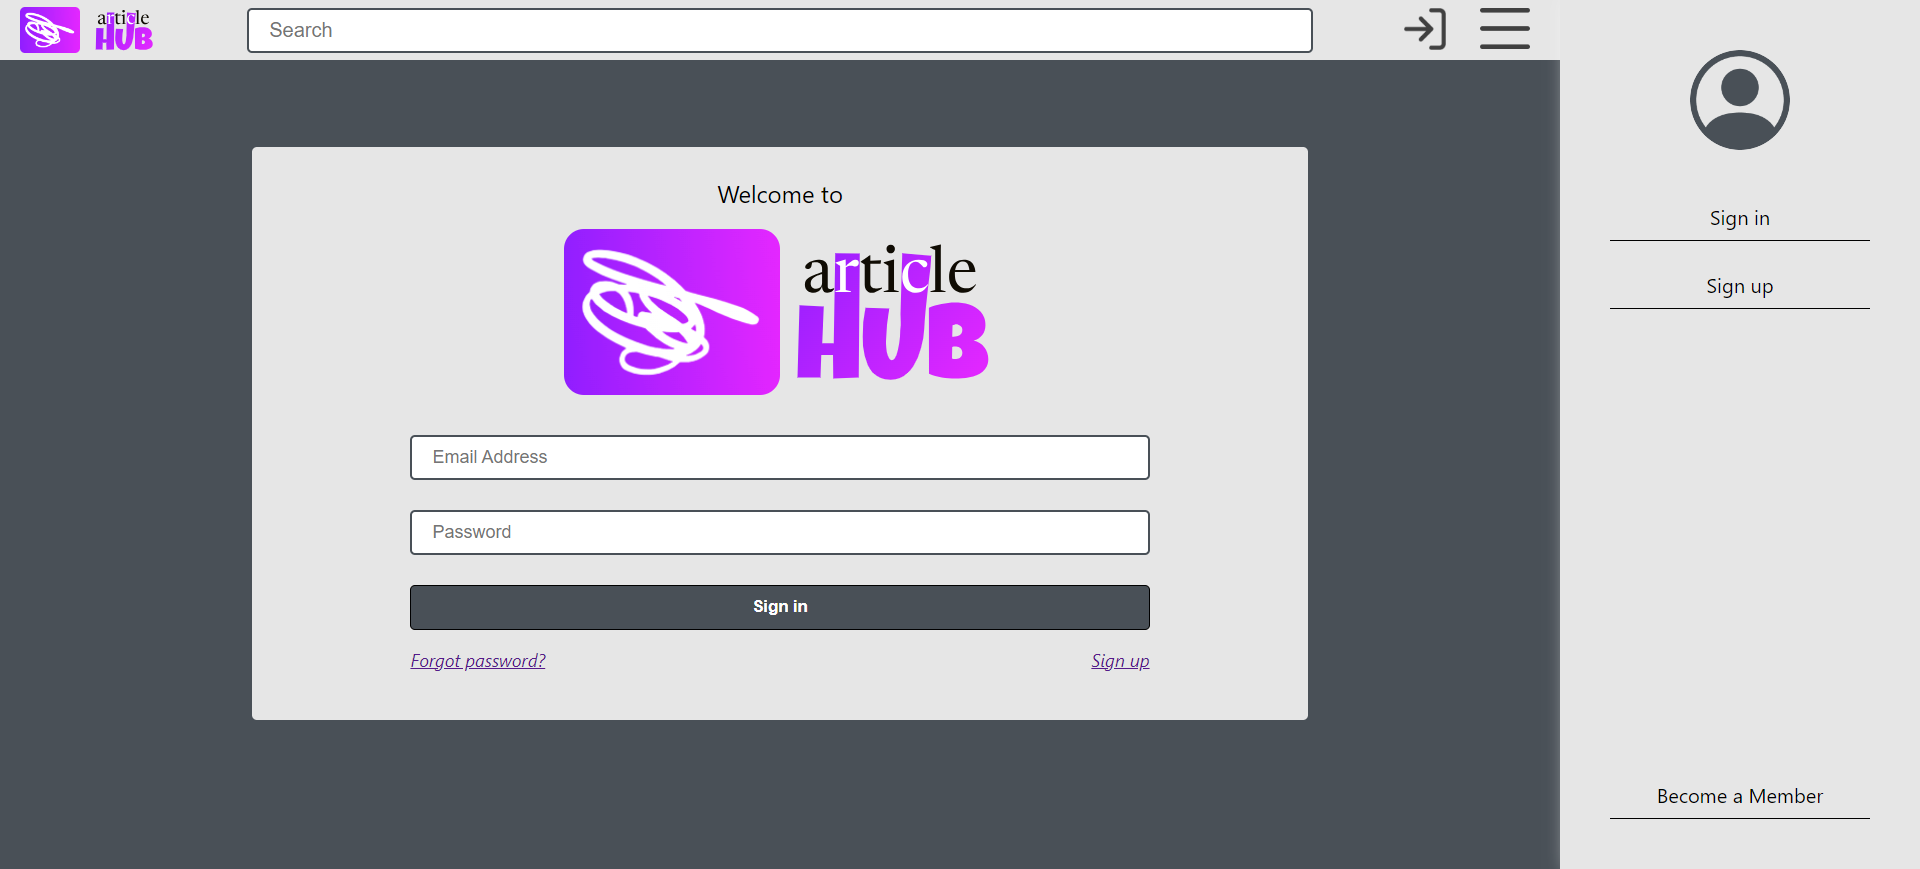 article
HUB
Search
Welcome to
article
HUB
Email Address
Password
Sign in
Forgot password?
Sign up
Sign in
Sign up
Become a Member